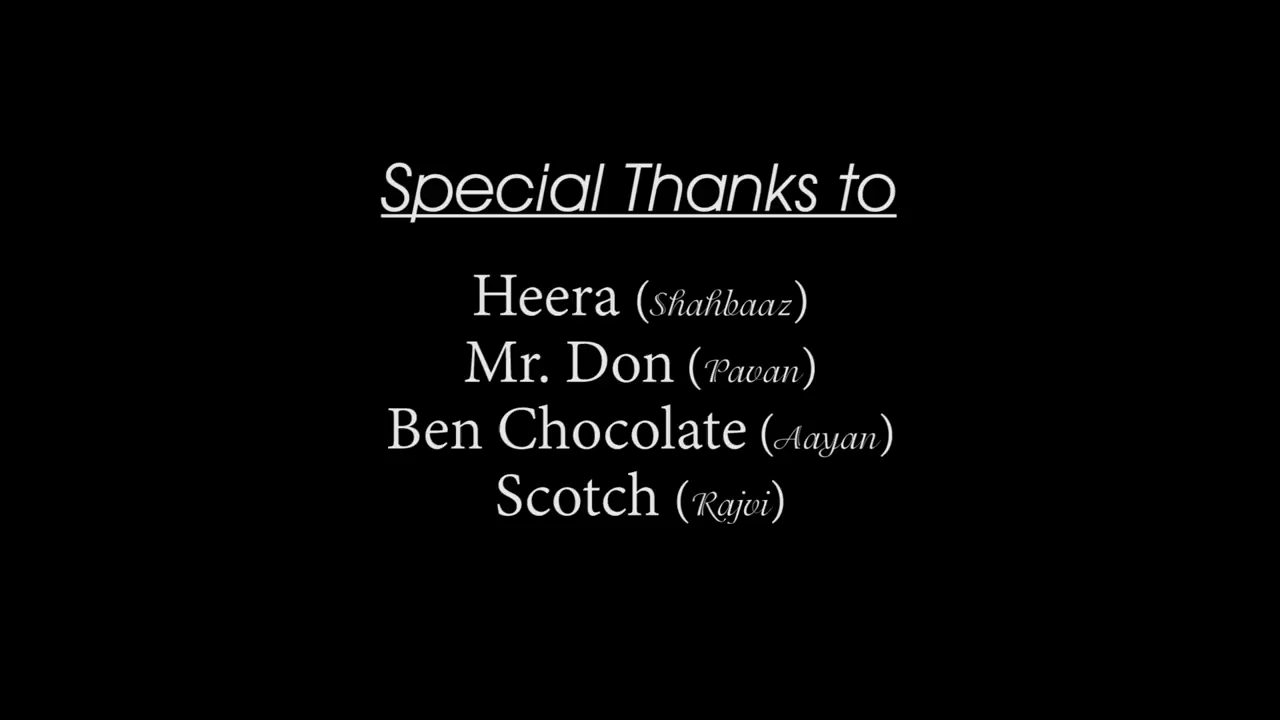 Special Thanks to
Heera (Shahbaaz)
Mr. Don (Pavan)
Ben Chocolate (Aayan)
Scotch (Rajvi)